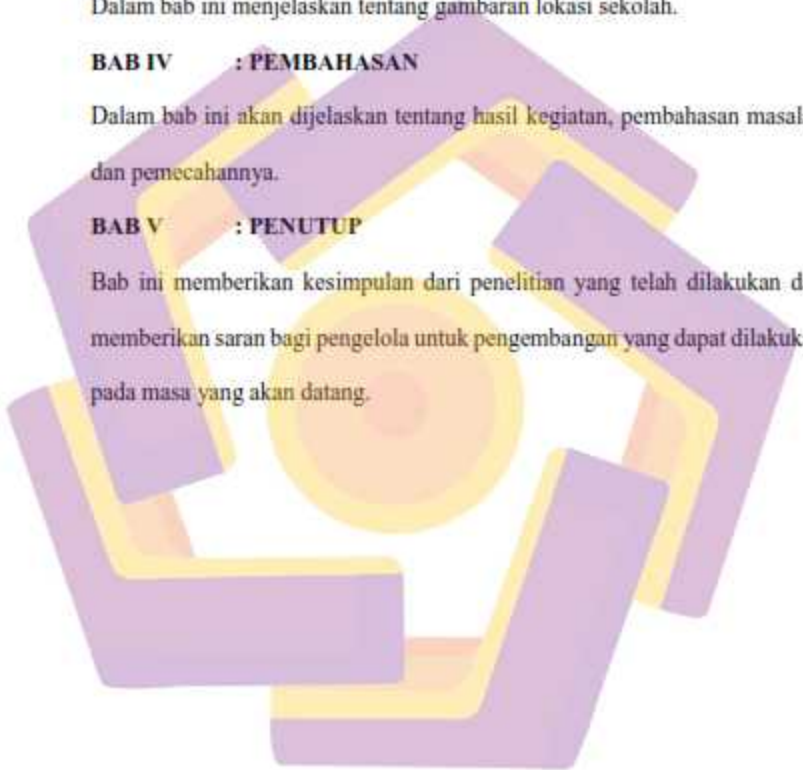 Dalam bab ini menjelaskan tentang gambaran lokasi sekolah.
BAB IV : PEMBAHASAN
Dalam bab ini akan dijelaskan tentang hasil kegiatan, pembahasan masal
dan pemecahannya.
BAB V : PENUTUP
Bab ini memberikan kesimpulan dari penelitian yang telah dilakukan d
memberikan saran bagi pengelola untuk pengembangan yang dapat dilakuk
pada masa yang akan datang.